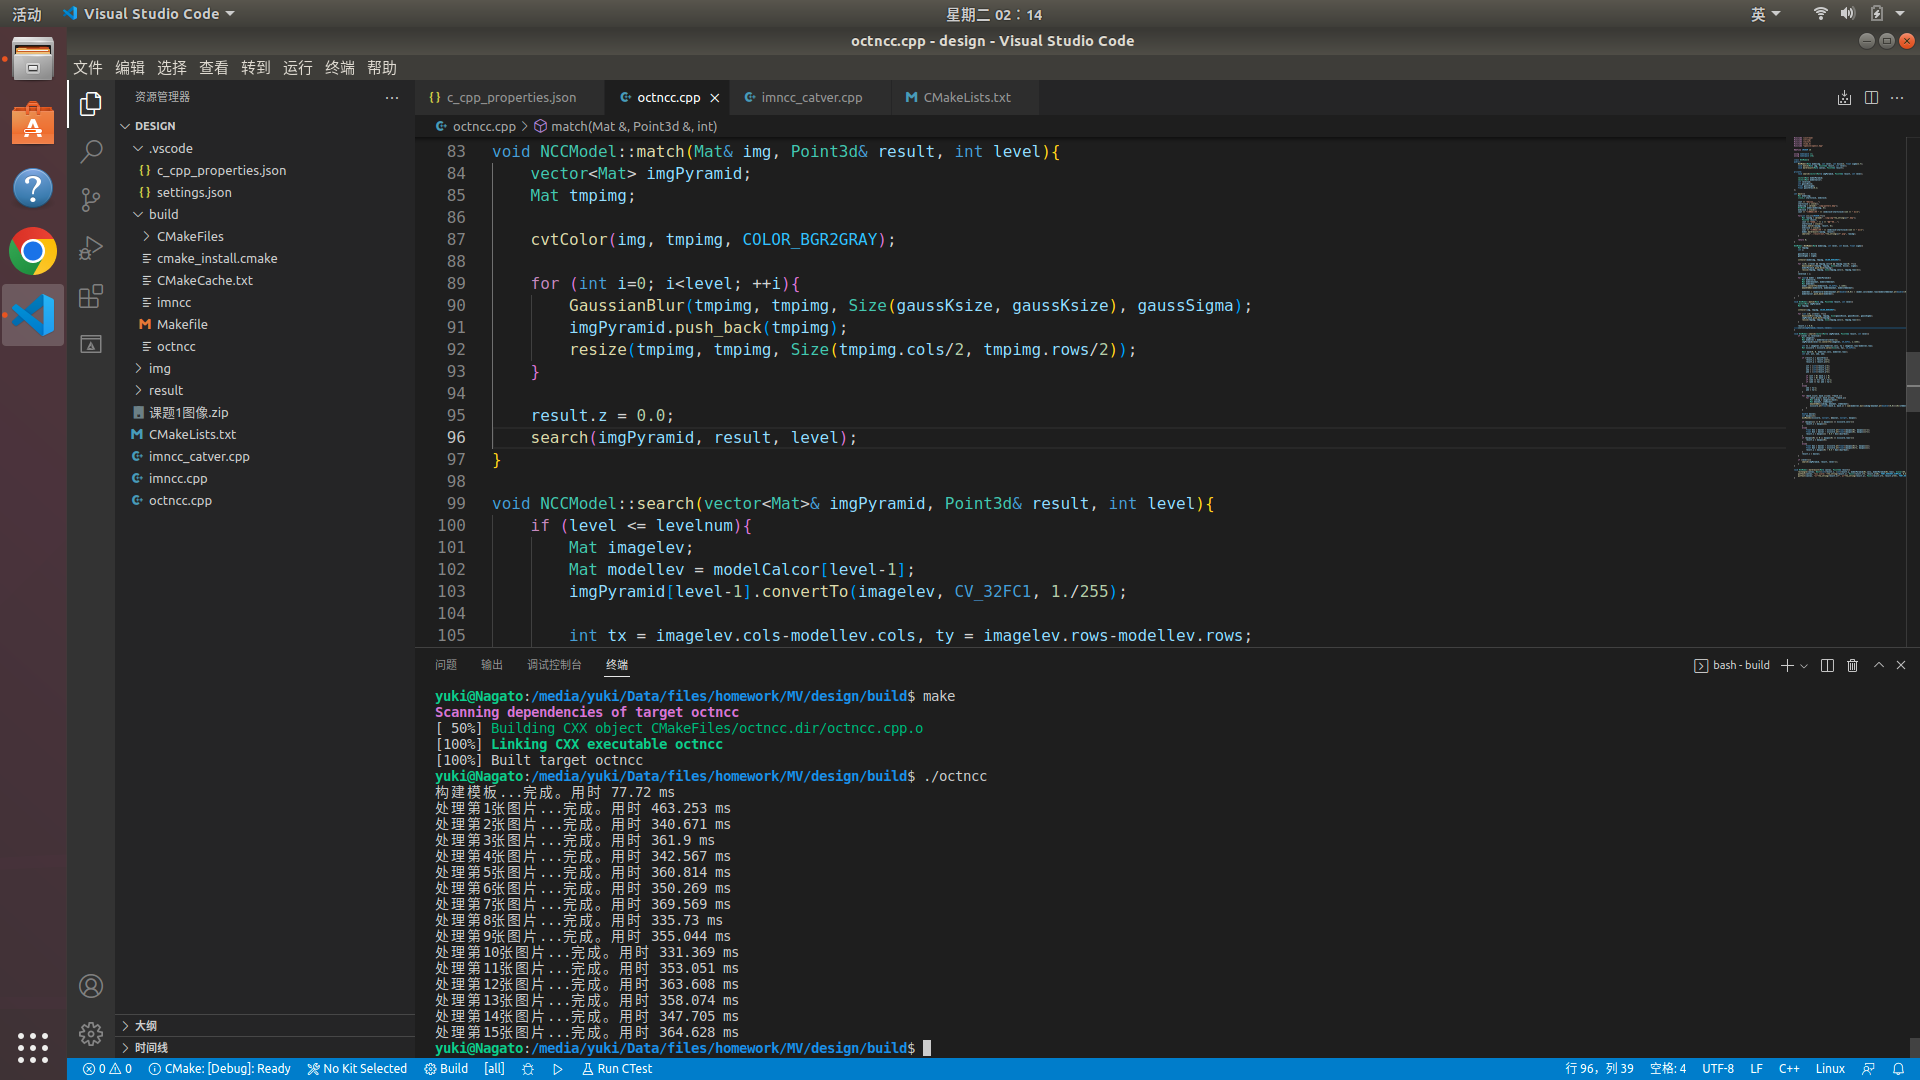 活动 Visual Studio Code 星期二 02：14 英
octncc.cpp - design - Visual Studio Code
文件 编辑 选择 查看 转到 运行 终端 帮助
资源管理器 ...
DESIGN
.vscode
{} c_cpp_properties.json
{} settings.json
build
CMakeFiles
cmake_install.cmake
CMakeCache.txt
imncc
Makefile
octncc
img
result
课题1图像.zip
CMakeLists.txt
imncc_catver.cpp
imncc.cpp
octncc.cpp
大纲
时间线
{} c_cpp_properties.json octncc.cpp imncc_catver.cpp CMakeLists.txt
octncc.cpp > match(Mat &, Point3d &, int)
83 void NCCModel::match(Mat& img, Point3d& result, int level){
84 vector<Mat> imgPyramid;
85 Mat tmpimg;
86
87 cvtColor(img, tmpimg, COLOR_BGR2GRAY);
88
89 for (int i=0; i<level; ++i){
90 GaussianBlur(tmpimg, tmpimg, Size(gaussKsize, gaussKsize), gaussSigma);
91 imgPyramid.push_back(tmpimg);
92 resize(tmpimg, tmpimg, Size(tmpimg.cols/2, tmpimg.rows/2));
93 }
94
95 result.z = 0.0;
96 search(imgPyramid, result, level);
97 }
98
99 void NCCModel::search(vector<Mat>& imgPyramid, Point3d& result, int level){
100 if (level <= levelnum){
101 Mat imagelev;
102 Mat modellev = modelCalcor[level-1];
103 imgPyramid[level-1].convertTo(imagelev, CV_32FC1, 1./255);
104
105 int tx = imagelev.cols-modellev.cols, ty = imagelev.rows-modellev.rows;
问题 输出 调试控制台 终端 bash - build
yuki@Nagato:/media/yuki/Data/files/homework/MV/design/build$ make
Scanning dependencies of target octncc
[ 50%] Building CXX object CMakeFiles/octncc.dir/octncc.cpp.o
[100%] Linking CXX executable octncc
[100%] Built target octncc
yuki@Nagato:/media/yuki/Data/files/homework/MV/design/build$ ./octncc
构建模板...完成。用时 77.72 ms
处理第1张图片...完成。用时 463.253 ms
处理第2张图片...完成。用时 340.671 ms
处理第3张图片...完成。用时 361.9 ms
处理第4张图片...完成。用时 342.567 ms
处理第5张图片...完成。用时 360.814 ms
处理第6张图片...完成。用时 350.269 ms
处理第7张图片...完成。用时 369.569 ms
处理第8张图片...完成。用时 335.73 ms
处理第9张图片...完成。用时 355.044 ms
处理第10张图片...完成。用时 331.369 ms
处理第11张图片...完成。用时 353.051 ms
处理第12张图片...完成。用时 363.608 ms
处理第13张图片...完成。用时 358.074 ms
处理第14张图片...完成。用时 347.705 ms
处理第15张图片...完成。用时 364.628 ms
yuki@Nagato:/media/yuki/Data/files/homework/MV/design/build$
0 0 CMake: [Debug]: Ready No Kit Selected Build [all] Run CTest 行 96，列 39 空格: 4 UTF-8 LF C++ Linux